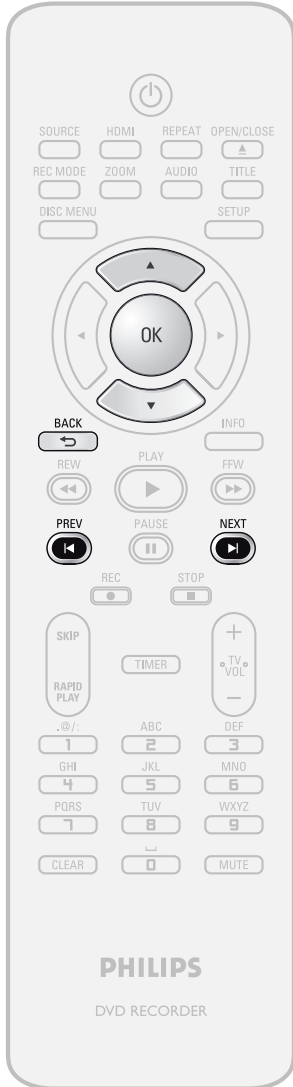 SOURCE HDMI REPEAT OPEN/CLOSE
REC MODE ZOOM AUDIO TITLE
DISC MENU SETUP
OK
BACK INFO
REW PLAY FFW
PREV PAUSE NEXT
REC STOP
SKIP
RAPID
PLAY
TIMER
+
TV
VOL
–
.@/: ABC DEF
1 2 3
GHI JKL MNO
4 5 6
PQRS TUV WXYZ
7 8 9
CLEAR 0 MUTE
PHILIPS
DVD RECORDER